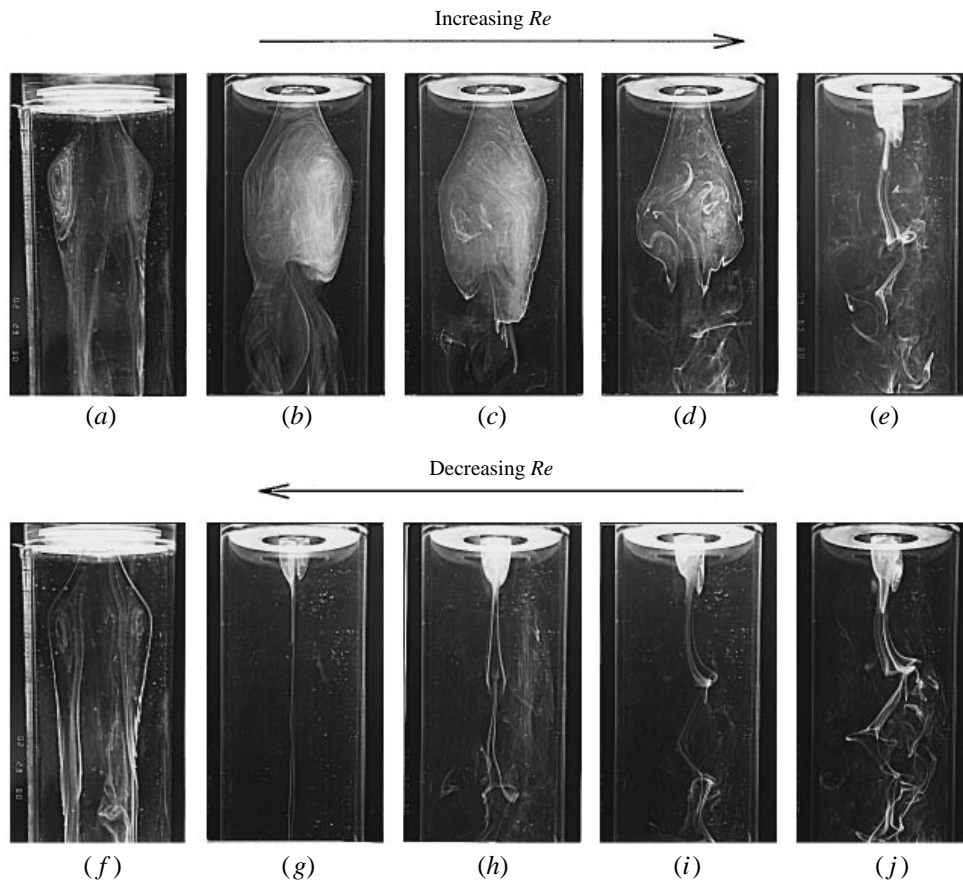 Increasing Re
(a) (b) (c) (d) (e)
Decreasing Re
(f) (g) (h) (i) (j)